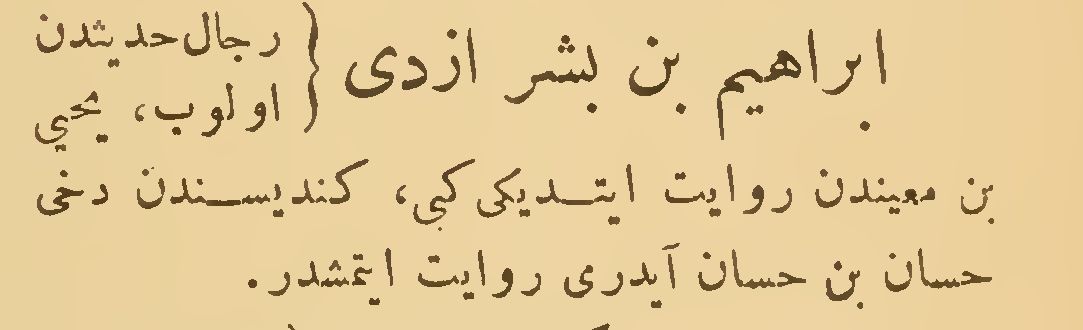 ابراهيم بن بشر ازدى { رجال حديثدن
اولوب، يحيي
بن معيندن روايت ايتديكى كبى، كنديسندن دخى
حسان بن حسان آيدرى روايت ايتمشدر.